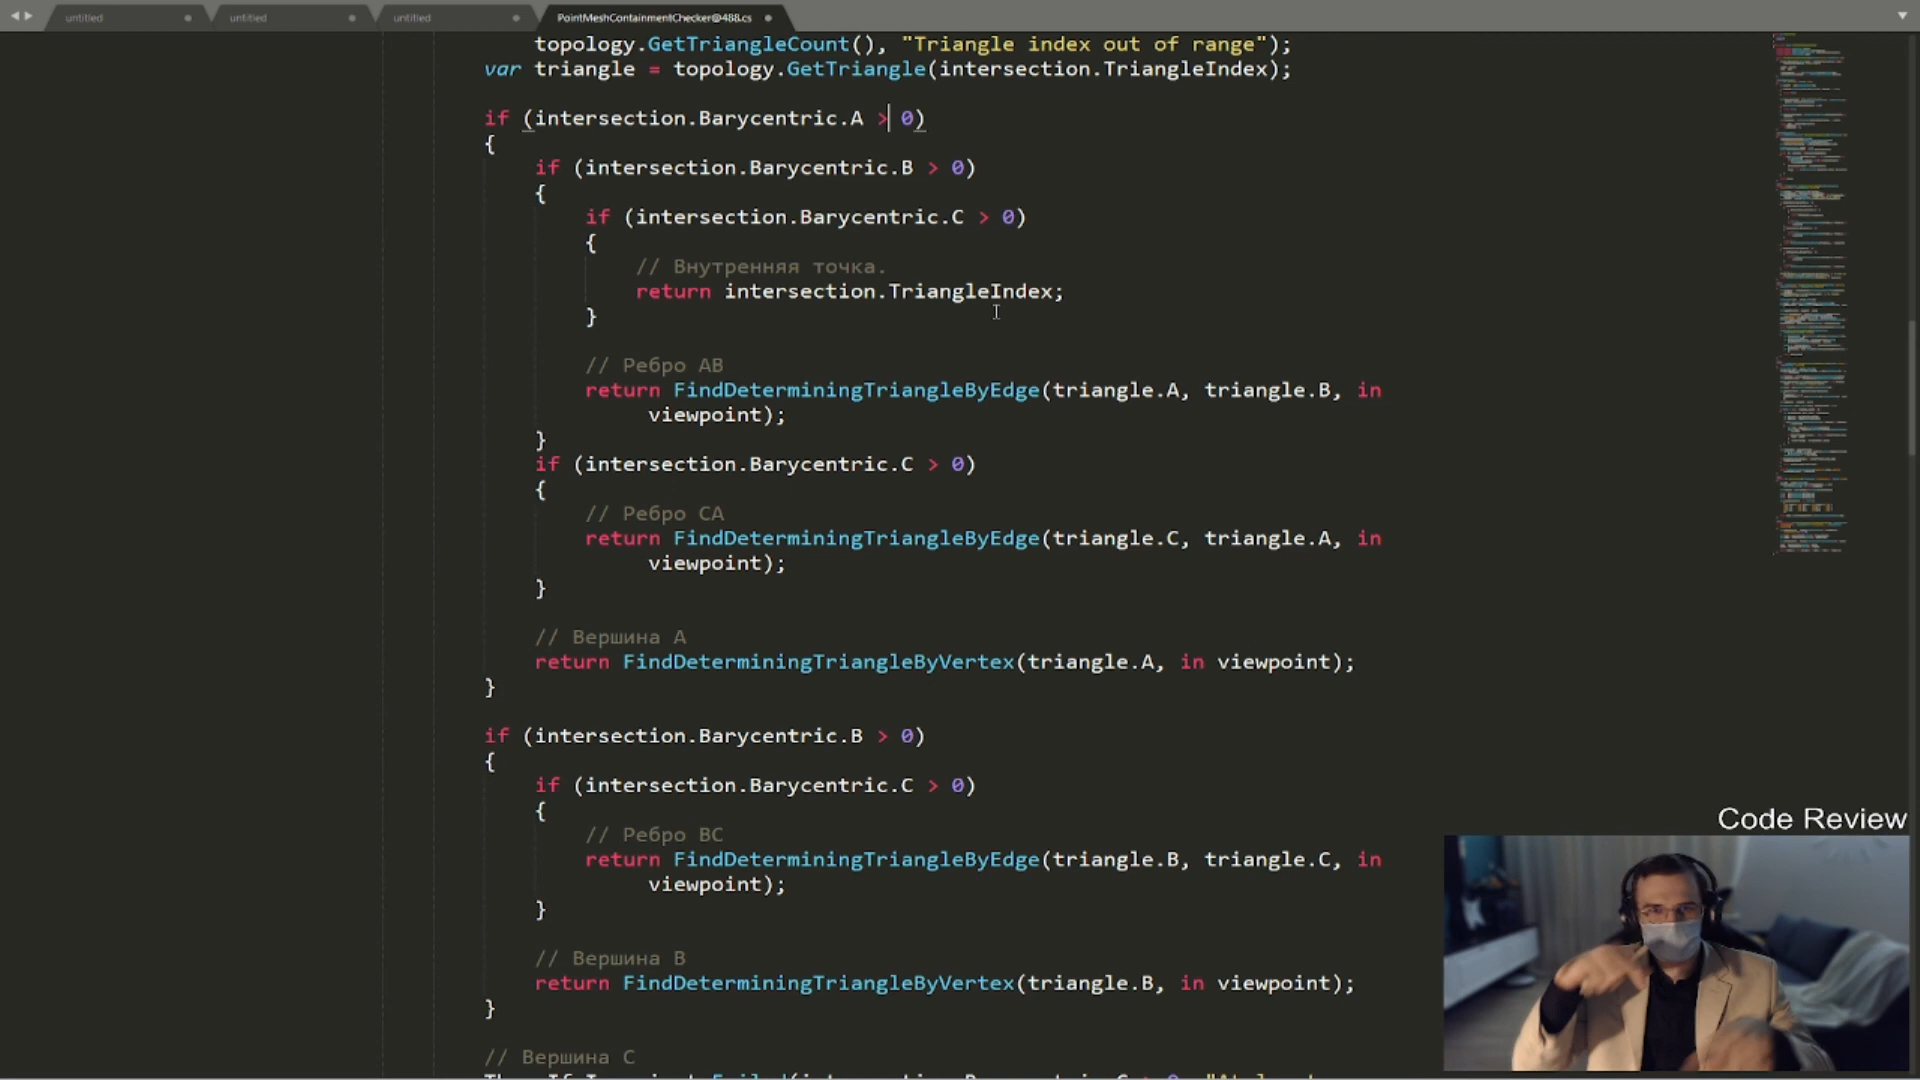 untitled
untitled
untitled
PointMeshContainmentChecker@488.cs
topology.GetTriangleCount(), "Triangle index out of range");
var triangle = topology.GetTriangle(intersection.TriangleIndex);
if (intersection.Barycentric.A > 0)
{
if (intersection.Barycentric.B > 0)
{
if (intersection.Barycentric.C > 0)
{
// Внутренняя точка.
return intersection.TriangleIndex;
}
// Ребро AB
return FindDeterminingTriangleByEdge(triangle.A, triangle.B, in
viewpoint);
}
if (intersection.Barycentric.C > 0)
{
// Ребро CA
return FindDeterminingTriangleByEdge(triangle.C, triangle.A, in
viewpoint);
}
// Вершина A
return FindDeterminingTriangleByVertex(triangle.A, in viewpoint);
}
if (intersection.Barycentric.B > 0)
{
if (intersection.Barycentric.C > 0)
{
// Ребро BC
return FindDeterminingTriangleByEdge(triangle.B, triangle.C, in
viewpoint);
}
// Вершина B
return FindDeterminingTriangleByVertex(triangle.B, in viewpoint);
}
// Вершина C
Code Review